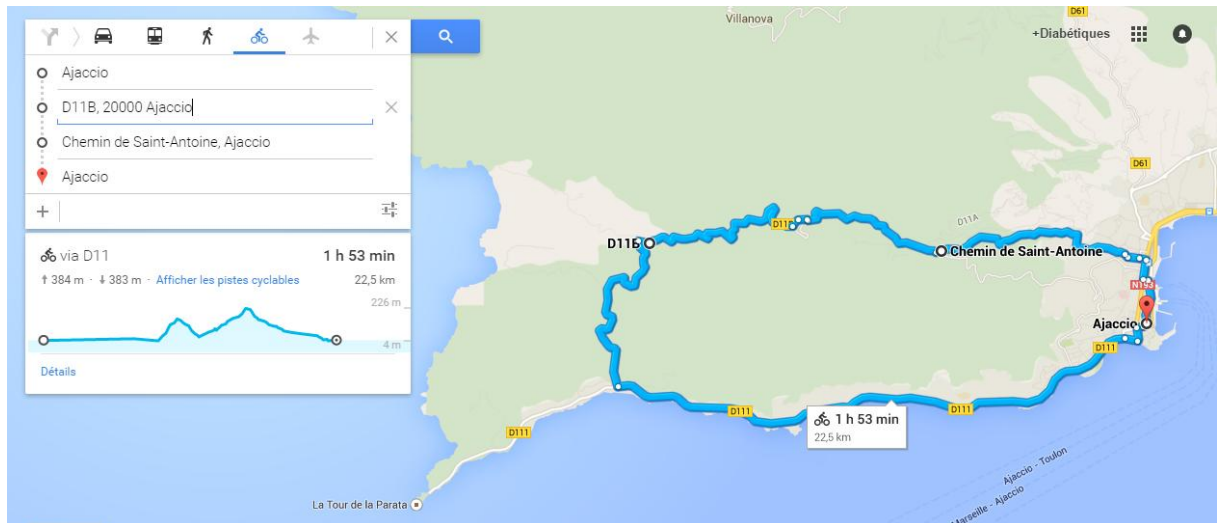 Ajaccio
D11B, 20000 Ajaccio
Chemin de Saint-Antoine, Ajaccio
Ajaccio
+
via D11
1 h 53 min
↑ 384 m · ↓ 383 m · Afficher les pistes cyclables
22,5 km
226 m
4 m
Détails
Villanova
D61
+Diabétiques
D61
D11A
D11B
D11B
Chemin de Saint-Antoine
N193
Ajaccio
D111
D111
D111
D111
1 h 53 min
22,5 km
La Tour de la Parata
Ajaccio - Toulon
Marseille - Ajaccio